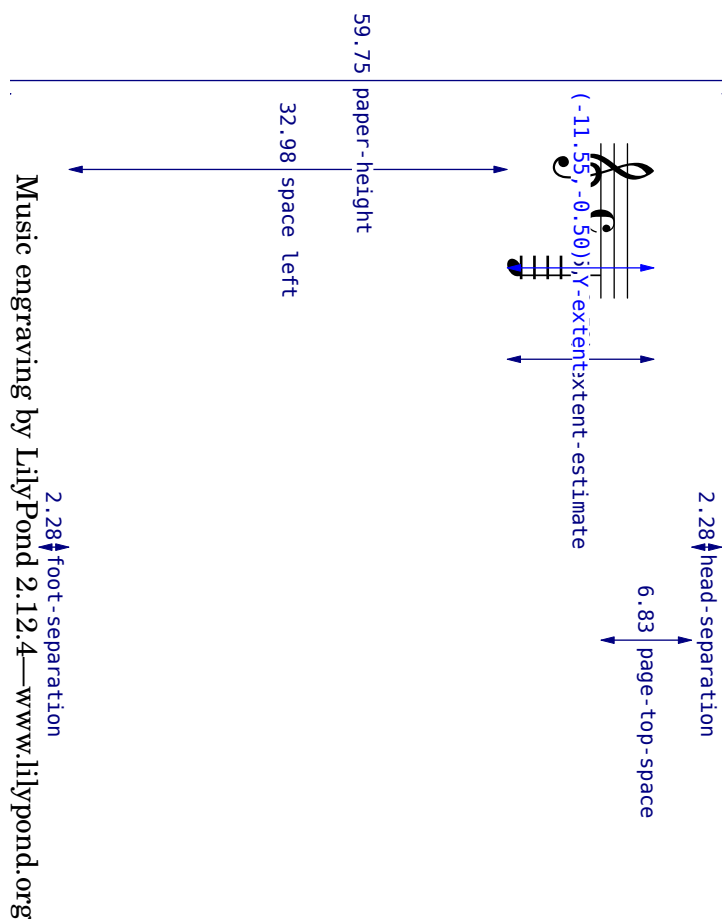 2.28 head-separation
6.83 page-top-space
(-11.55,-0.50)
Y-extent
extent-estimate
59.75 paper-height
32.98 space left
2.28 foot-separation
Music engraving by LilyPond 2.12.4—www.lilypond.org